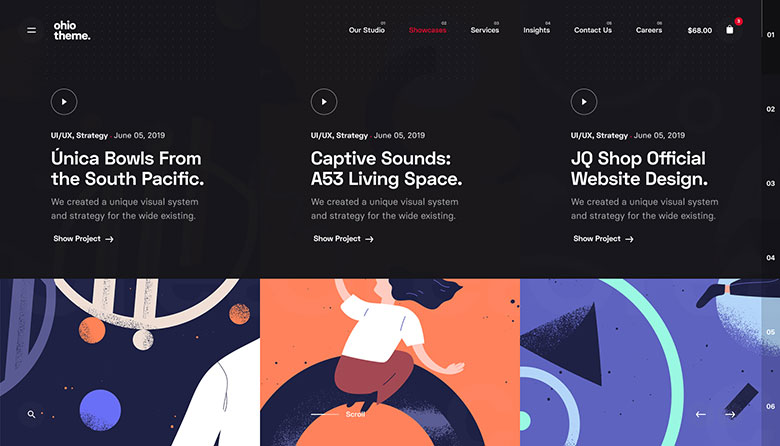 ohio
theme.
01
Our Studio
02
Showcases
03
Services
04
Insights
05
Contact Us
06
Careers
$68.00
3
UI/UX, Strategy · June 05, 2019
Única Bowls From
the South Pacific.
We created a unique visual system
and strategy for the wide existing.
Show Project →
UI/UX, Strategy · June 05, 2019
Captive Sounds:
A53 Living Space.
We created a unique visual system
and strategy for the wide existing.
Show Project →
UI/UX, Strategy · June 05, 2019
JQ Shop Official
Website Design.
We created a unique visual system
and strategy for the wide existing.
Show Project →
Scroll
01
02
03
04
05
06